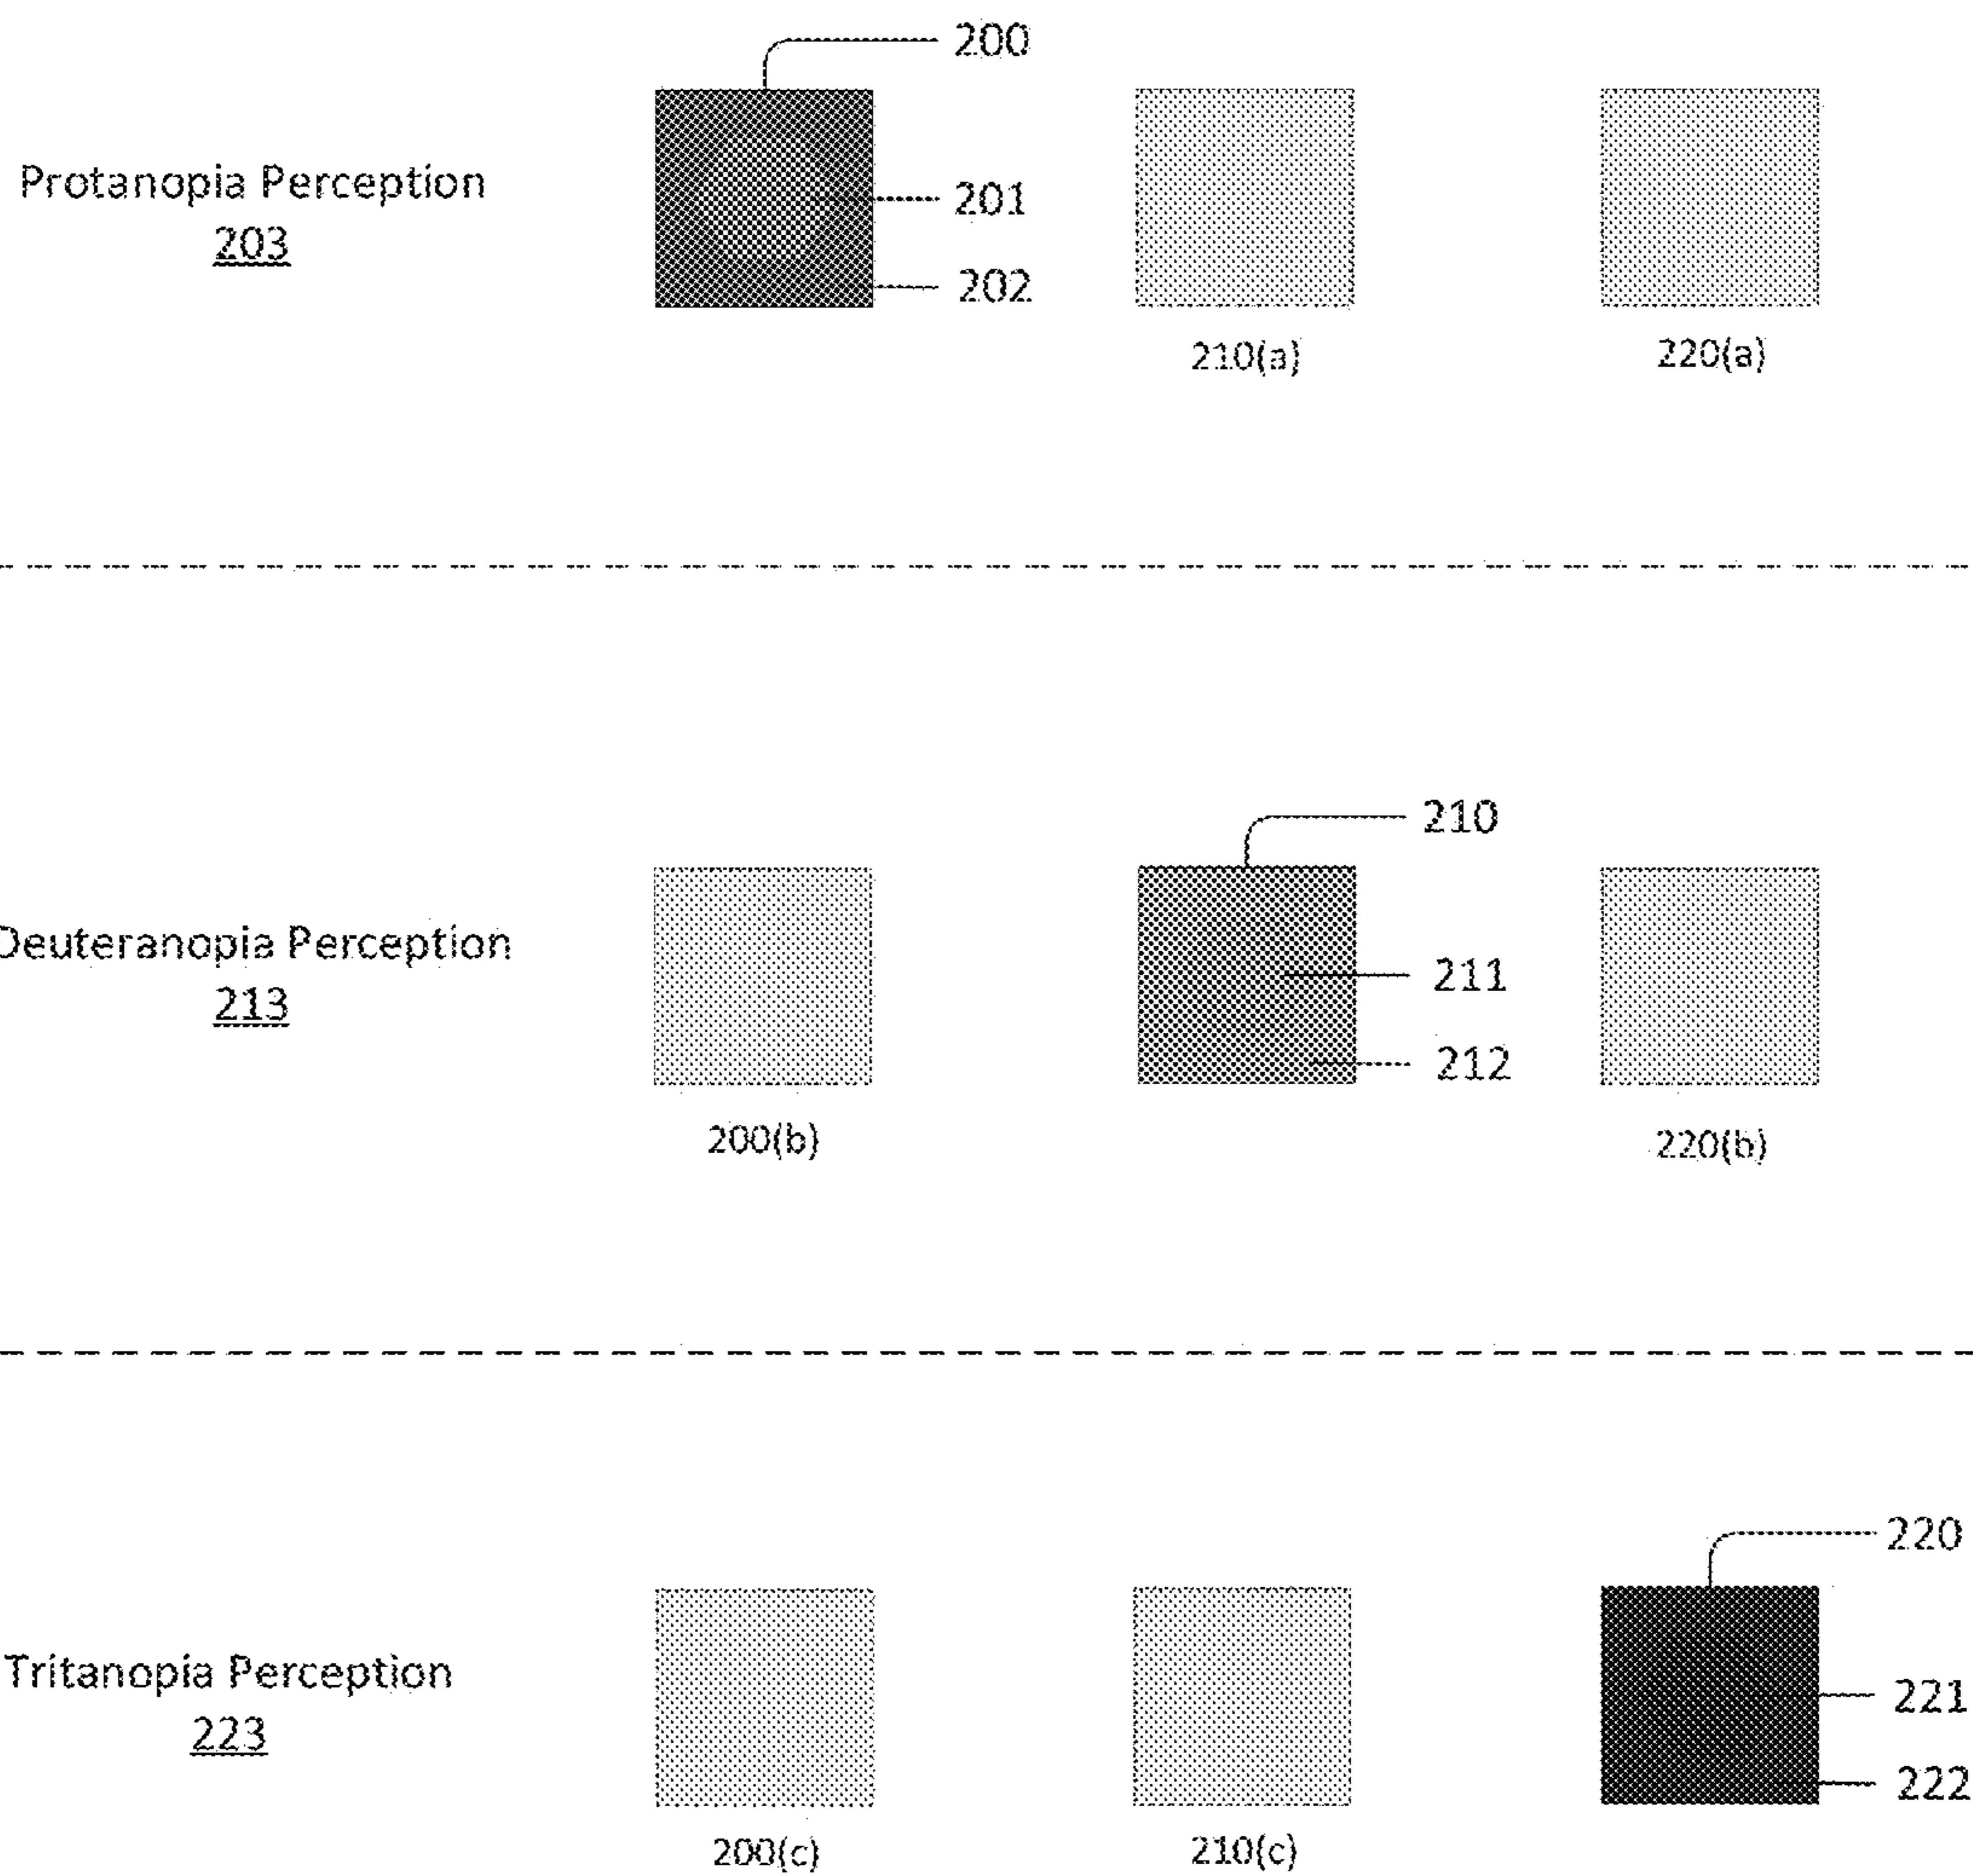 200
Protanopia Perception
203
201
202
210(a)
220(a)
210
Deuteranopia Perception
213
211
212
200(b)
220(b)
220
Tritanopia Perception
223
221
222
200(c)
210(c)